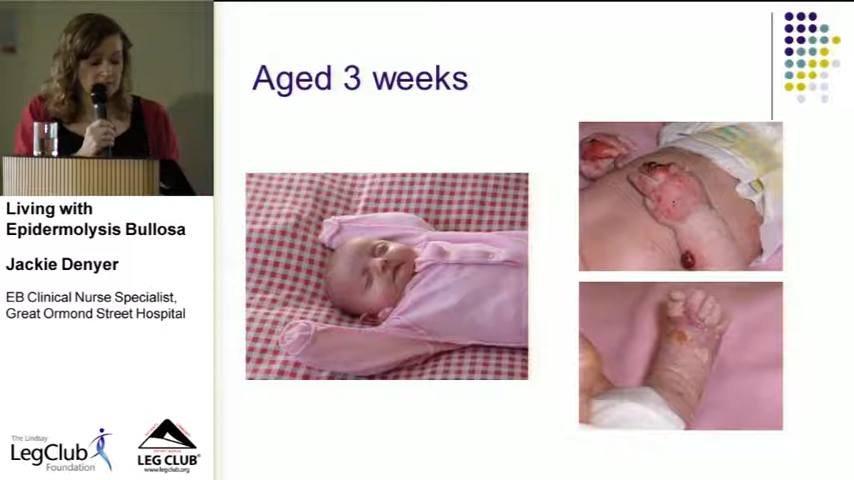 Aged 3 weeks
Living with
Epidermolysis Bullosa
Jackie Denyer
EB Clinical Nurse Specialist,
Great Ormond Street Hospital
The Lindsay
LegClub
Foundation
LEG CLUB®
www.legclub.org